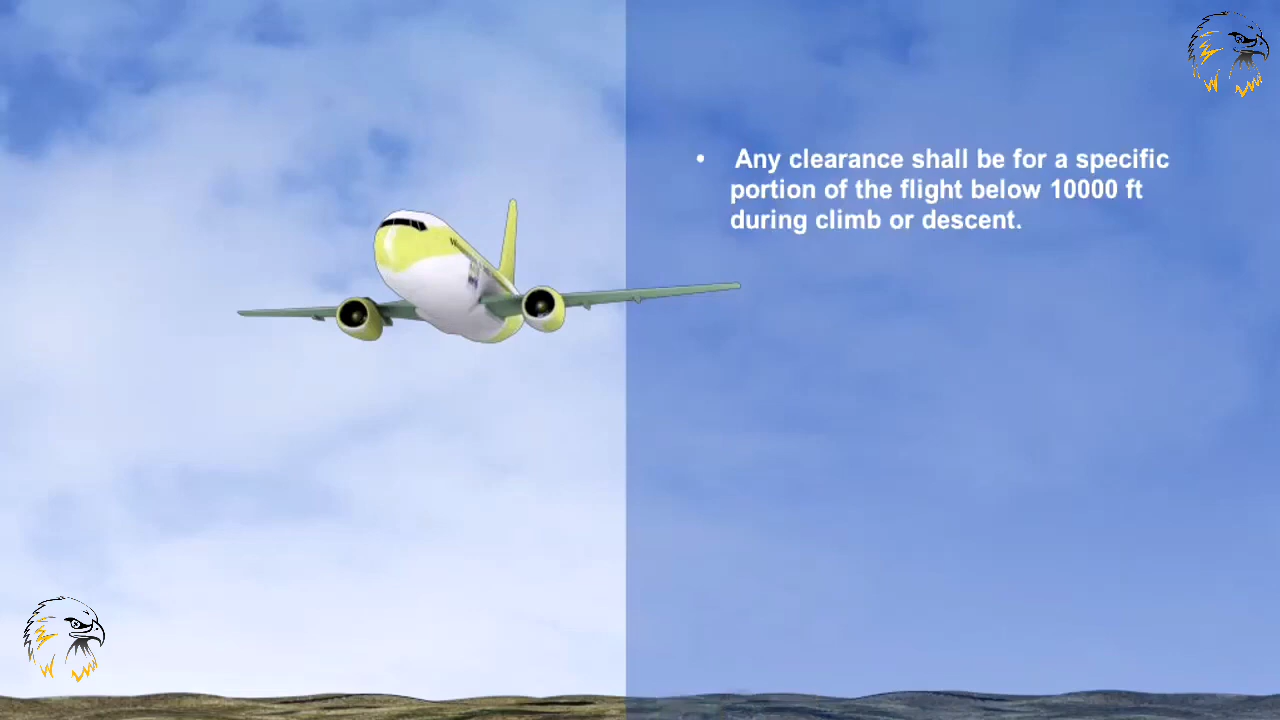 • Any clearance shall be for a specific
portion of the flight below 10000 ft
during climb or descent.